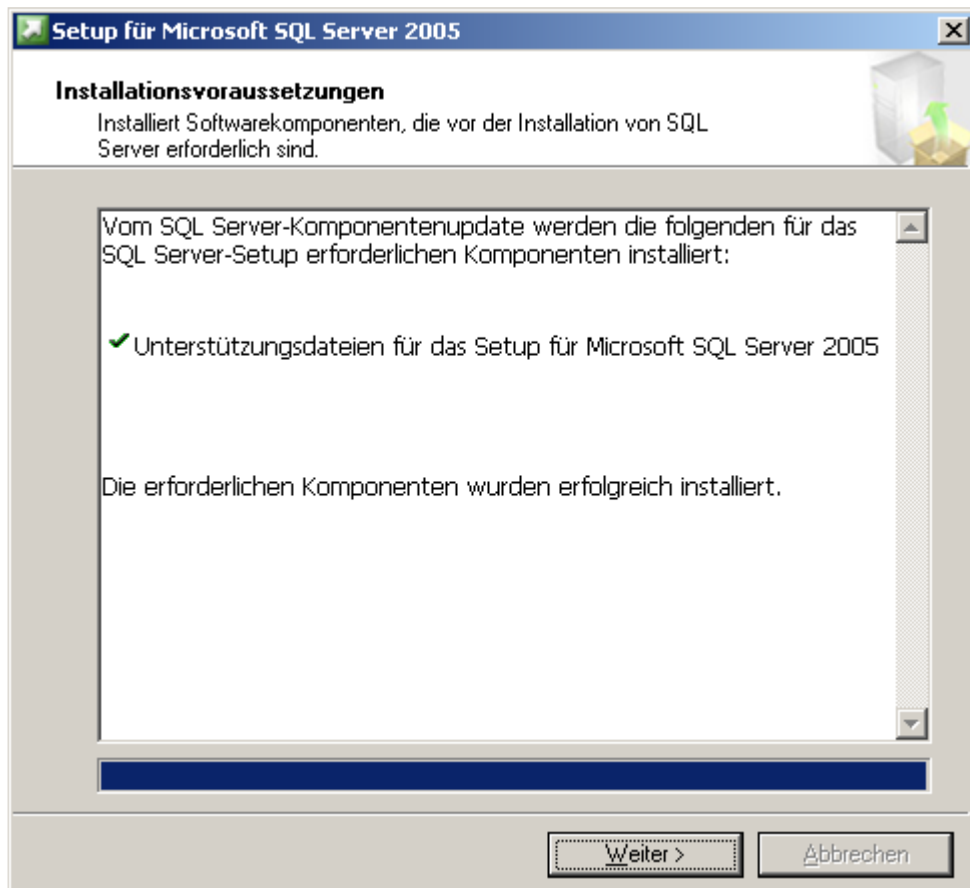 Setup für Microsoft SQL Server 2005
Installationsvoraussetzungen
Installiert Softwarekomponenten, die vor der Installation von SQL
Server erforderlich sind.
Vom SQL Server-Komponentenupdate werden die folgenden für das
SQL Server-Setup erforderlichen Komponenten installiert:
Unterstützungsdateien für das Setup für Microsoft SQL Server 2005
Die erforderlichen Komponenten wurden erfolgreich installiert.
Weiter >
Abbrechen